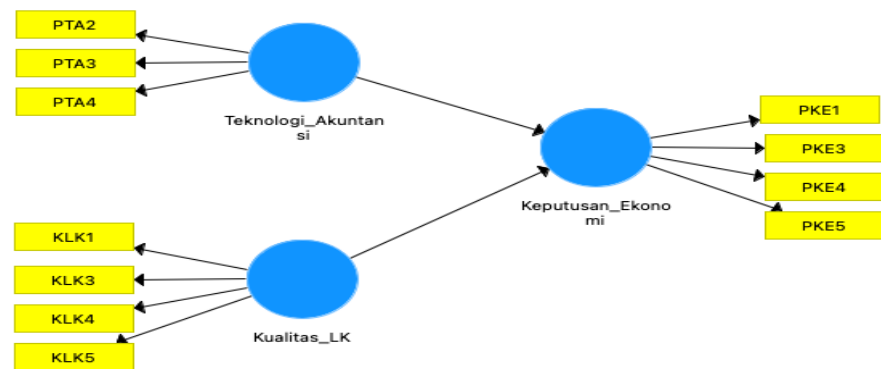 PTA2
PTA3
PTA4
Teknologi_Akuntan
si
KLK1
KLK3
KLK4
KLK5
Kualitas_LK
Keputusan_Ekono
mi
PKE1
PKE3
PKE4
PKE5